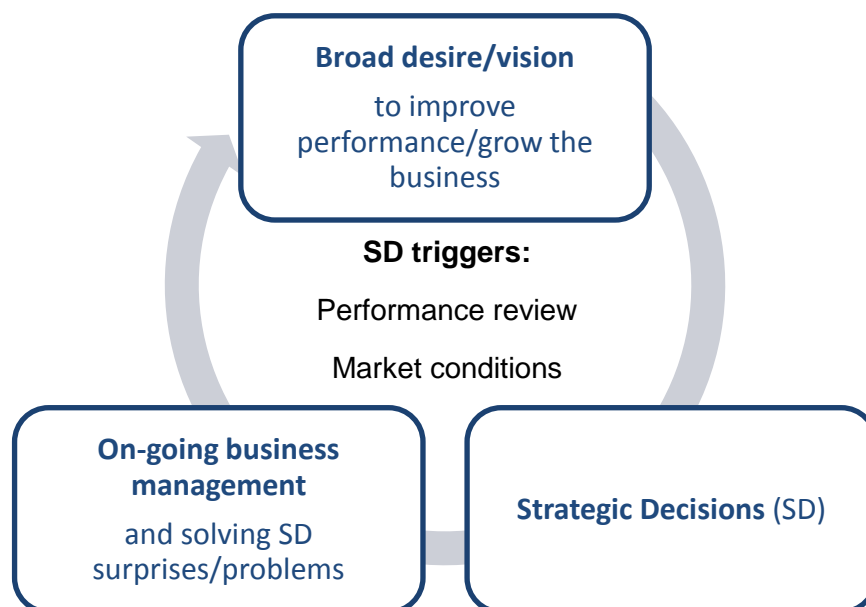 Broad desire/vision
to improve
performance/grow the
business
SD triggers:
Performance review
Market conditions
On-going business
management
and solving SD
surprises/problems
Strategic Decisions (SD)